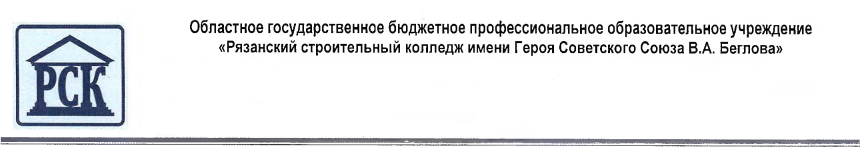 Областное государственное бюджетное профессиональное образовательное учреждение
«Рязанский строительный колледж имени Героя Советского Союза В.А. Беглова»
РСК